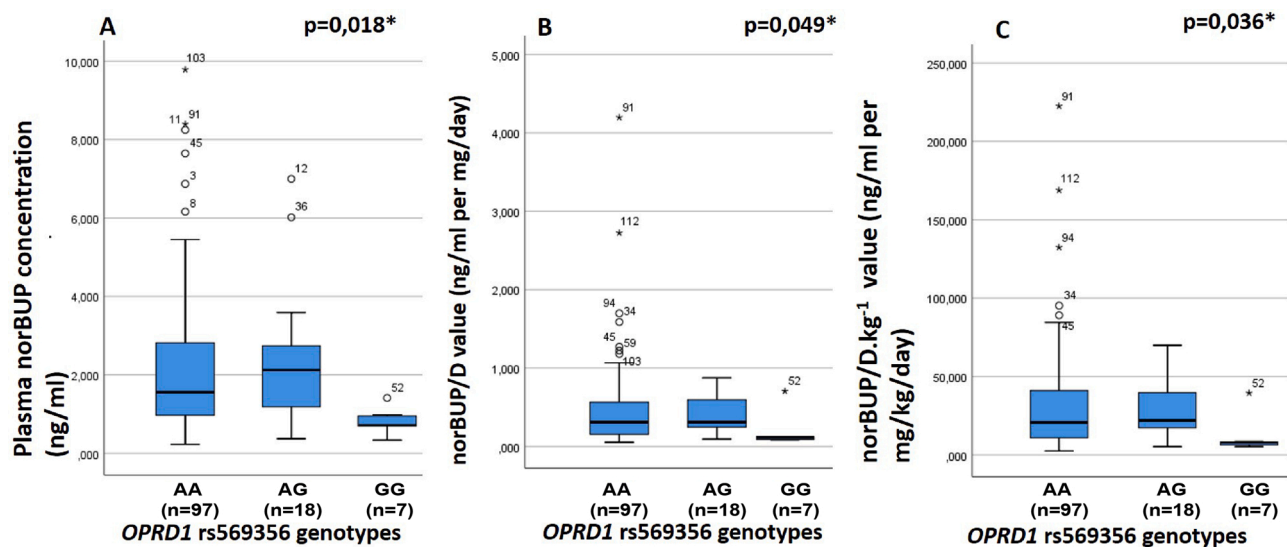 A
p=0,018*
Plasma norBUP concentration
(ng/ml)
10,000
8,000
6,000
4,000
2,000
,000
103
91
11
45
3
8
12
36
52
AA
(n=97)
AG
(n=18)
GG
(n=7)
OPRD1 rs569356 genotypes
B
p=0,049*
norBUP/D value (ng/ml per mg/day)
5,000
4,000
3,000
2,000
1,000
,000
91
112
94
34
45
59
103
52
AA
(n=97)
AG
(n=18)
GG
(n=7)
OPRD1 rs569356 genotypes
C
p=0,036*
norBUP/D.kg-1 value (ng/ml per
mg/kg/day)
250,000
200,000
150,000
100,000
50,000
,000
91
112
94
34
45
52
AA
(n=97)
AG
(n=18)
GG
(n=7)
OPRD1 rs569356 genotypes